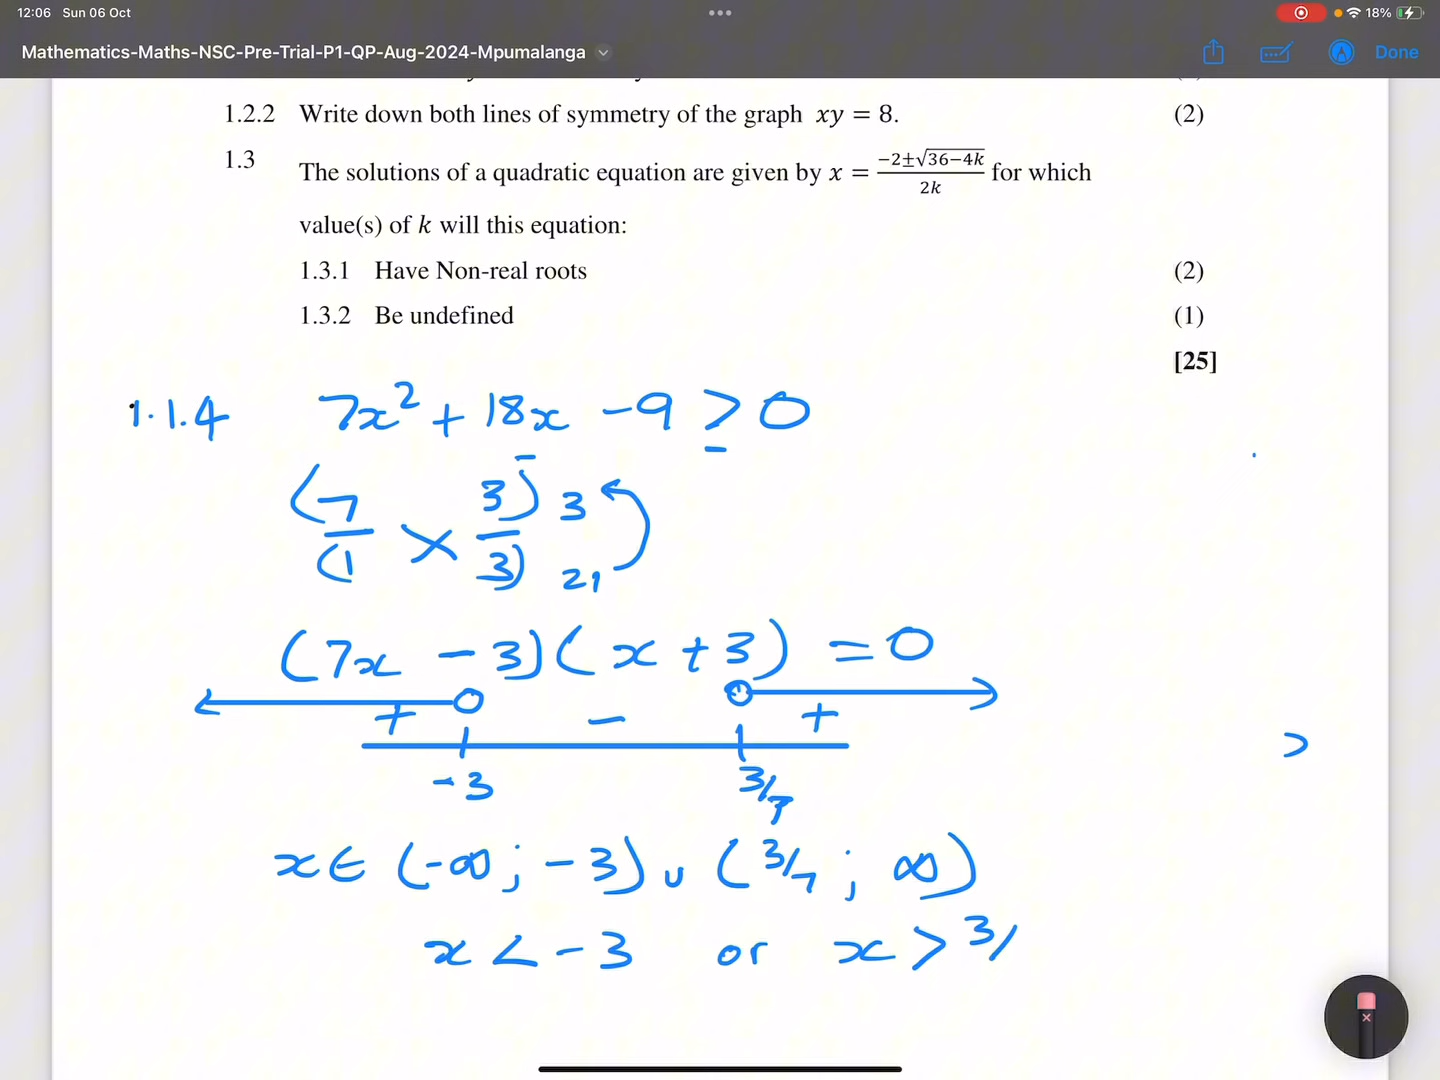 12:06 Sun 06 Oct
18%
Mathematics-Maths-NSC-Pre-Trial-P1-QP-Aug-2024-Mpumalanga
Done
1.2.2 Write down both lines of symmetry of the graph xy = 8. (2)
1.3 The solutions of a quadratic equation are given by x = (-2±√36−4k)/2k for which
value(s) of k will this equation:
1.3.1 Have Non-real roots (2)
1.3.2 Be undefined (1)
[25]
1.1.4 7x² + 18x - 9 ≥ 0
(7 3) 3
× 
(1 3) 21
(7x - 3)(x + 3) = 0
+ - +
-3 3/7
x ∈ (-∞; -3) ∪ (3/7; ∞)
x < -3 or x > 3/